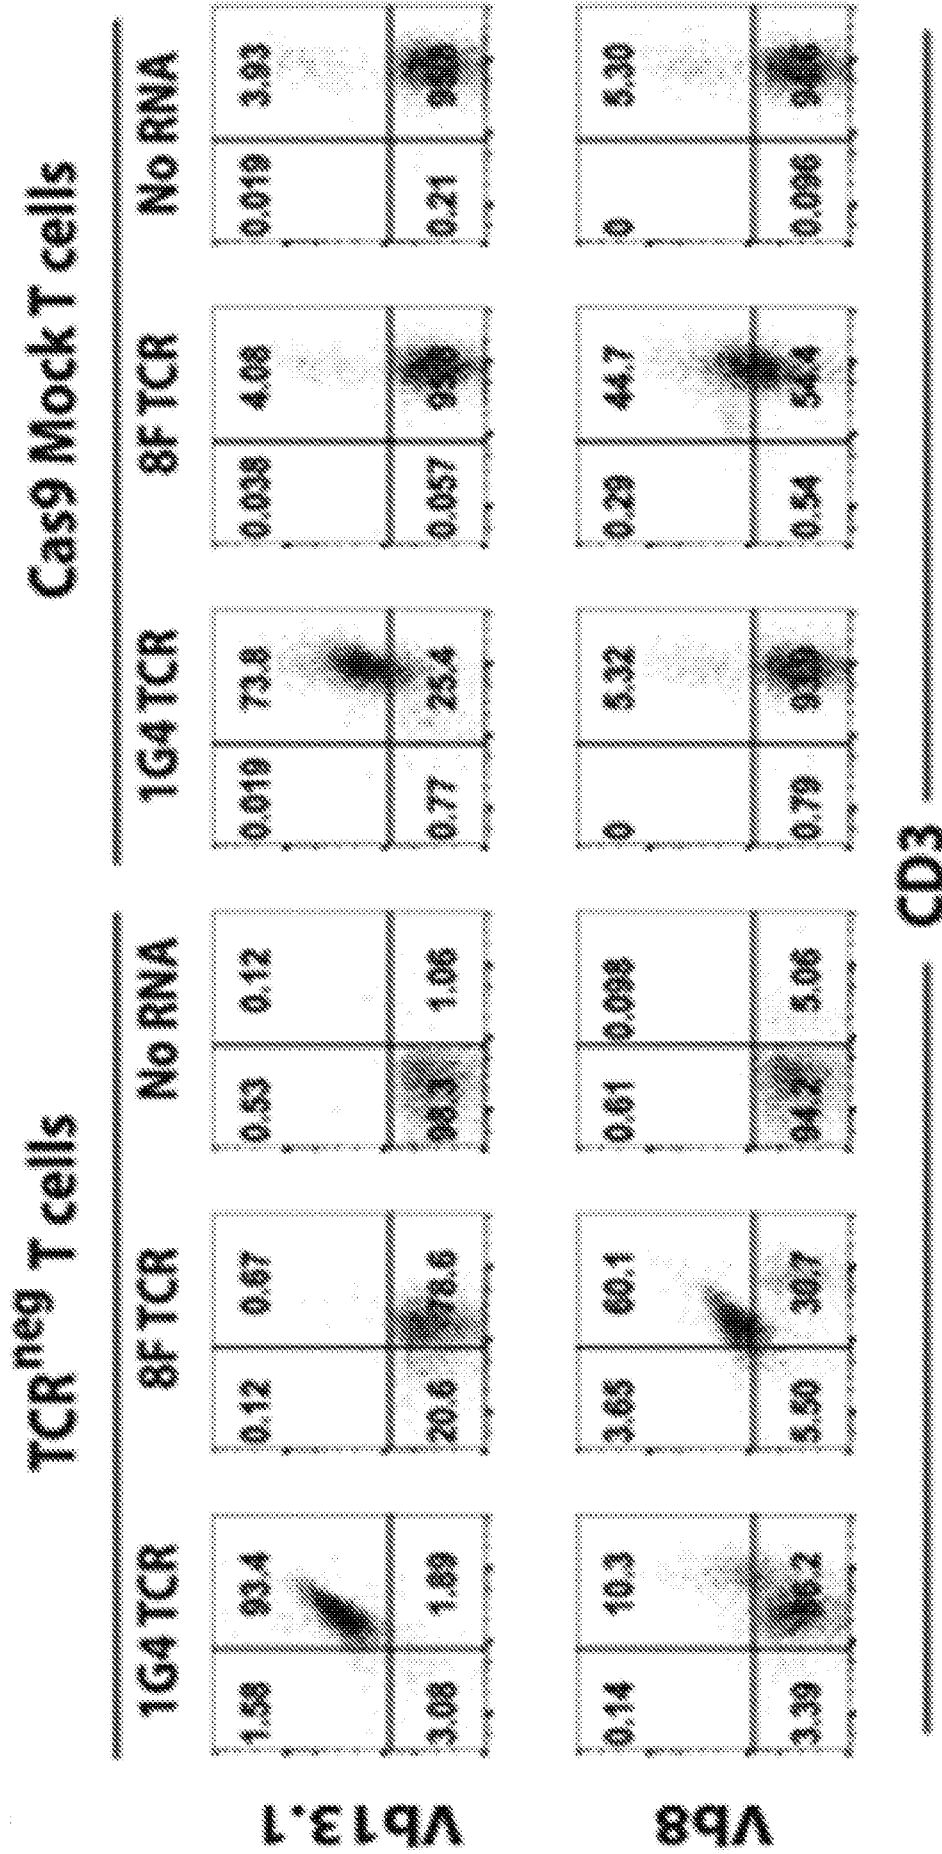 TCRneg T cells Cas9 Mock T cells
1G4 TCR 8F TCR No RNA 1G4 TCR 8F TCR No RNA
Vb13.1
1.58 93.4 0.12 0.67 0.53 0.12 0.019 73.8 0.038 4.08 0.019 3.93
3.08 1.89 20.6 78.6 98.3 1.06 0.77 25.4 0.057 0.21
Vb8
0.14 10.3 3.65 60.1 0.61 0.098 0 5.32 0.29 44.7 0 5.30
3.39 5.50 30.7 94.2 5.06 0.79 0.54 54.4 0.096
CD3